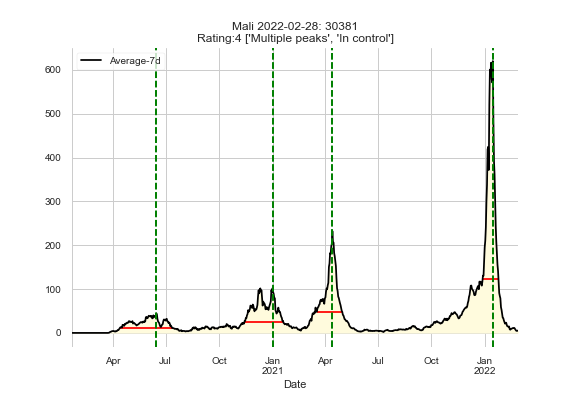 Mali 2022-02-28: 30381
Rating:4 ['Multiple peaks', 'In control']
Average-7d
600
500
400
300
200
100
0
Apr Jul Oct Jan Apr Jul Oct Jan
2021 2022
Date